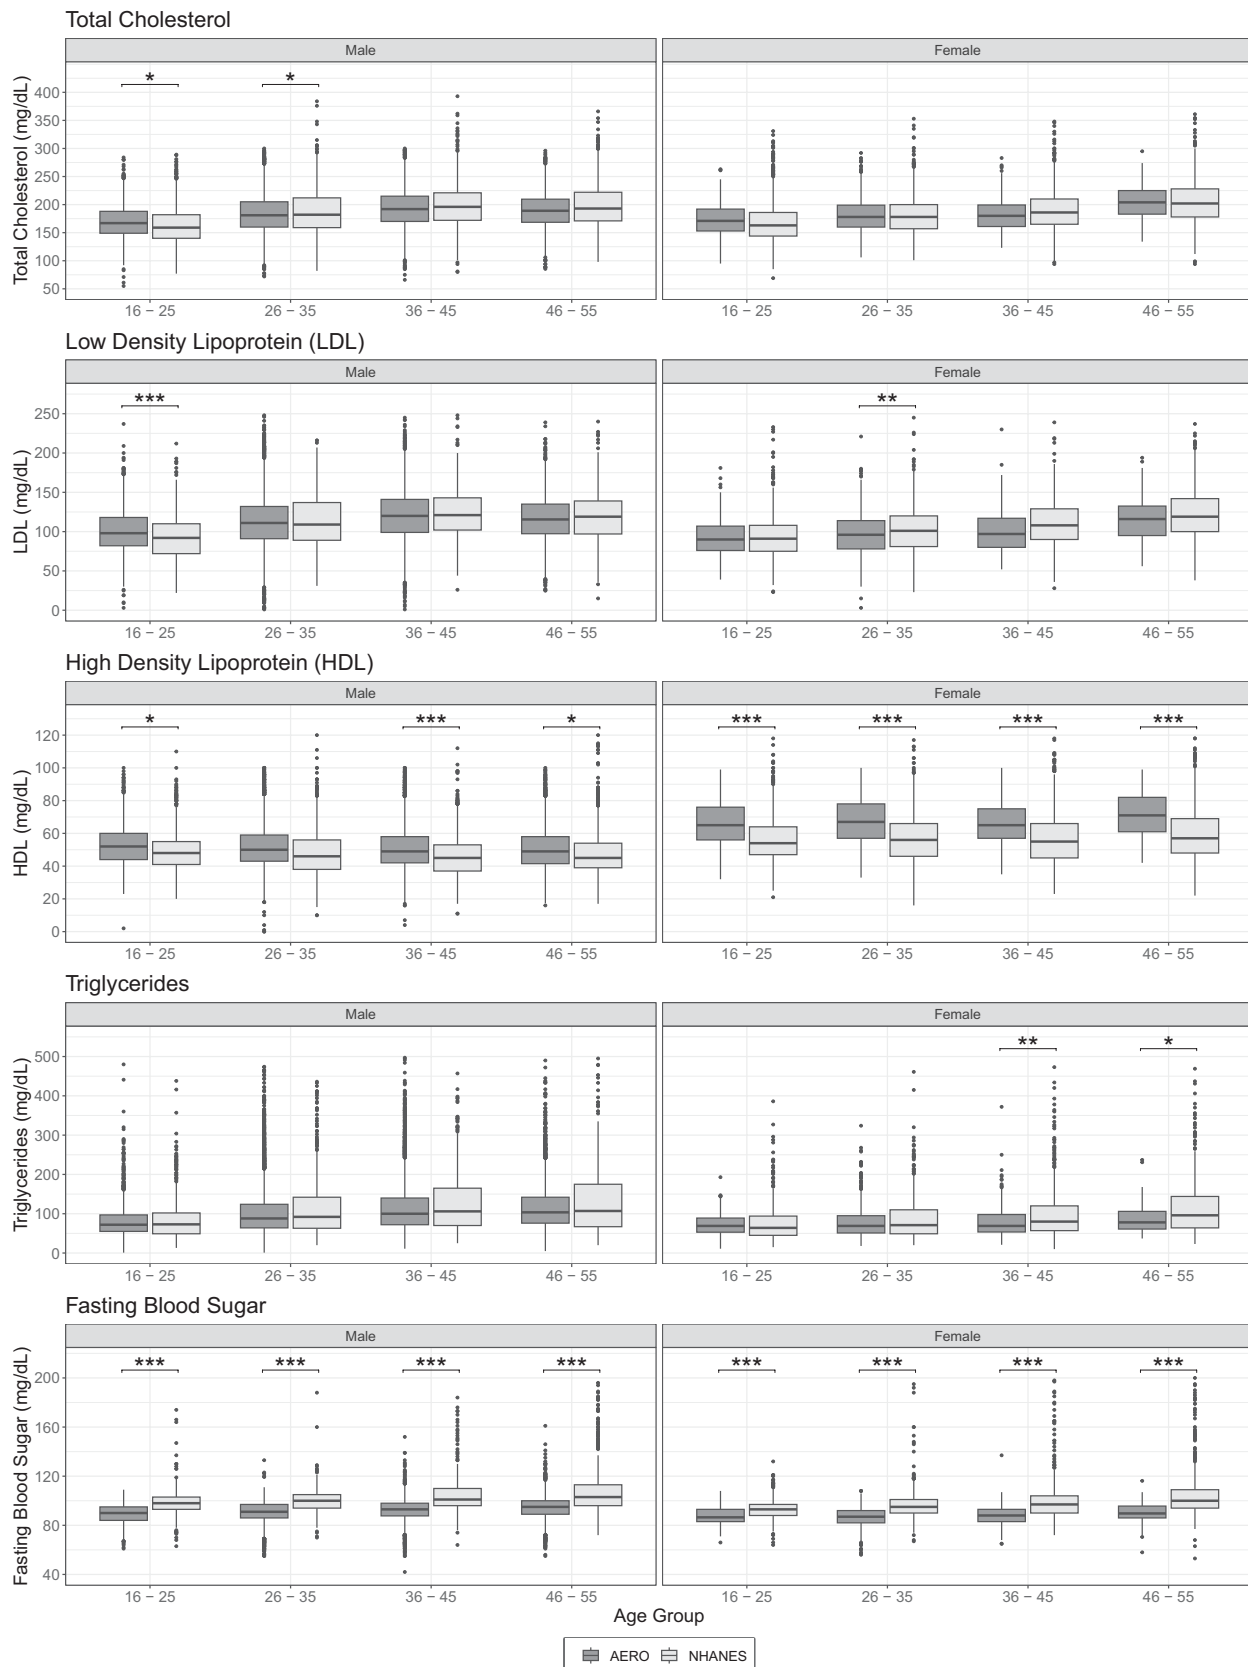 Total Cholesterol
Male Female
* *
Total Cholesterol (mg/dL)
400
350
300
250
200
150
100
50
16 – 25 26 – 35 36 – 45 46 – 55 16 – 25 26 – 35 36 – 45 46 – 55
Low Density Lipoprotein (LDL)
Male Female
*** **
LDL (mg/dL)
250
200
150
100
50
0
16 – 25 26 – 35 36 – 45 46 – 55 16 – 25 26 – 35 36 – 45 46 – 55
High Density Lipoprotein (HDL)
Male Female
* *** * *** *** *** ***
HDL (mg/dL)
120
100
80
60
40
20
0
16 – 25 26 – 35 36 – 45 46 – 55 16 – 25 26 – 35 36 – 45 46 – 55
Triglycerides
Male Female
** *
Triglycerides (mg/dL)
500
400
300
200
100
0
16 – 25 26 – 35 36 – 45 46 – 55 16 – 25 26 – 35 36 – 45 46 – 55
Fasting Blood Sugar
Male Female
*** *** *** *** *** *** *** ***
Fasting Blood Sugar (mg/dL)
200
160
120
80
40
16 – 25 26 – 35 36 – 45 46 – 55 16 – 25 26 – 35 36 – 45 46 – 55
Age Group
AERO NHANES